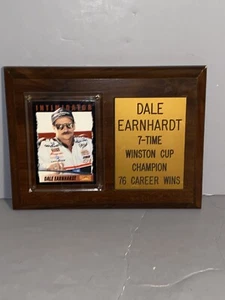 INTIMIDATOR
DALE EARNHARDT
DALE
EARNHARDT
7-TIME
WINSTON CUP
CHAMPION
76 CAREER WINS